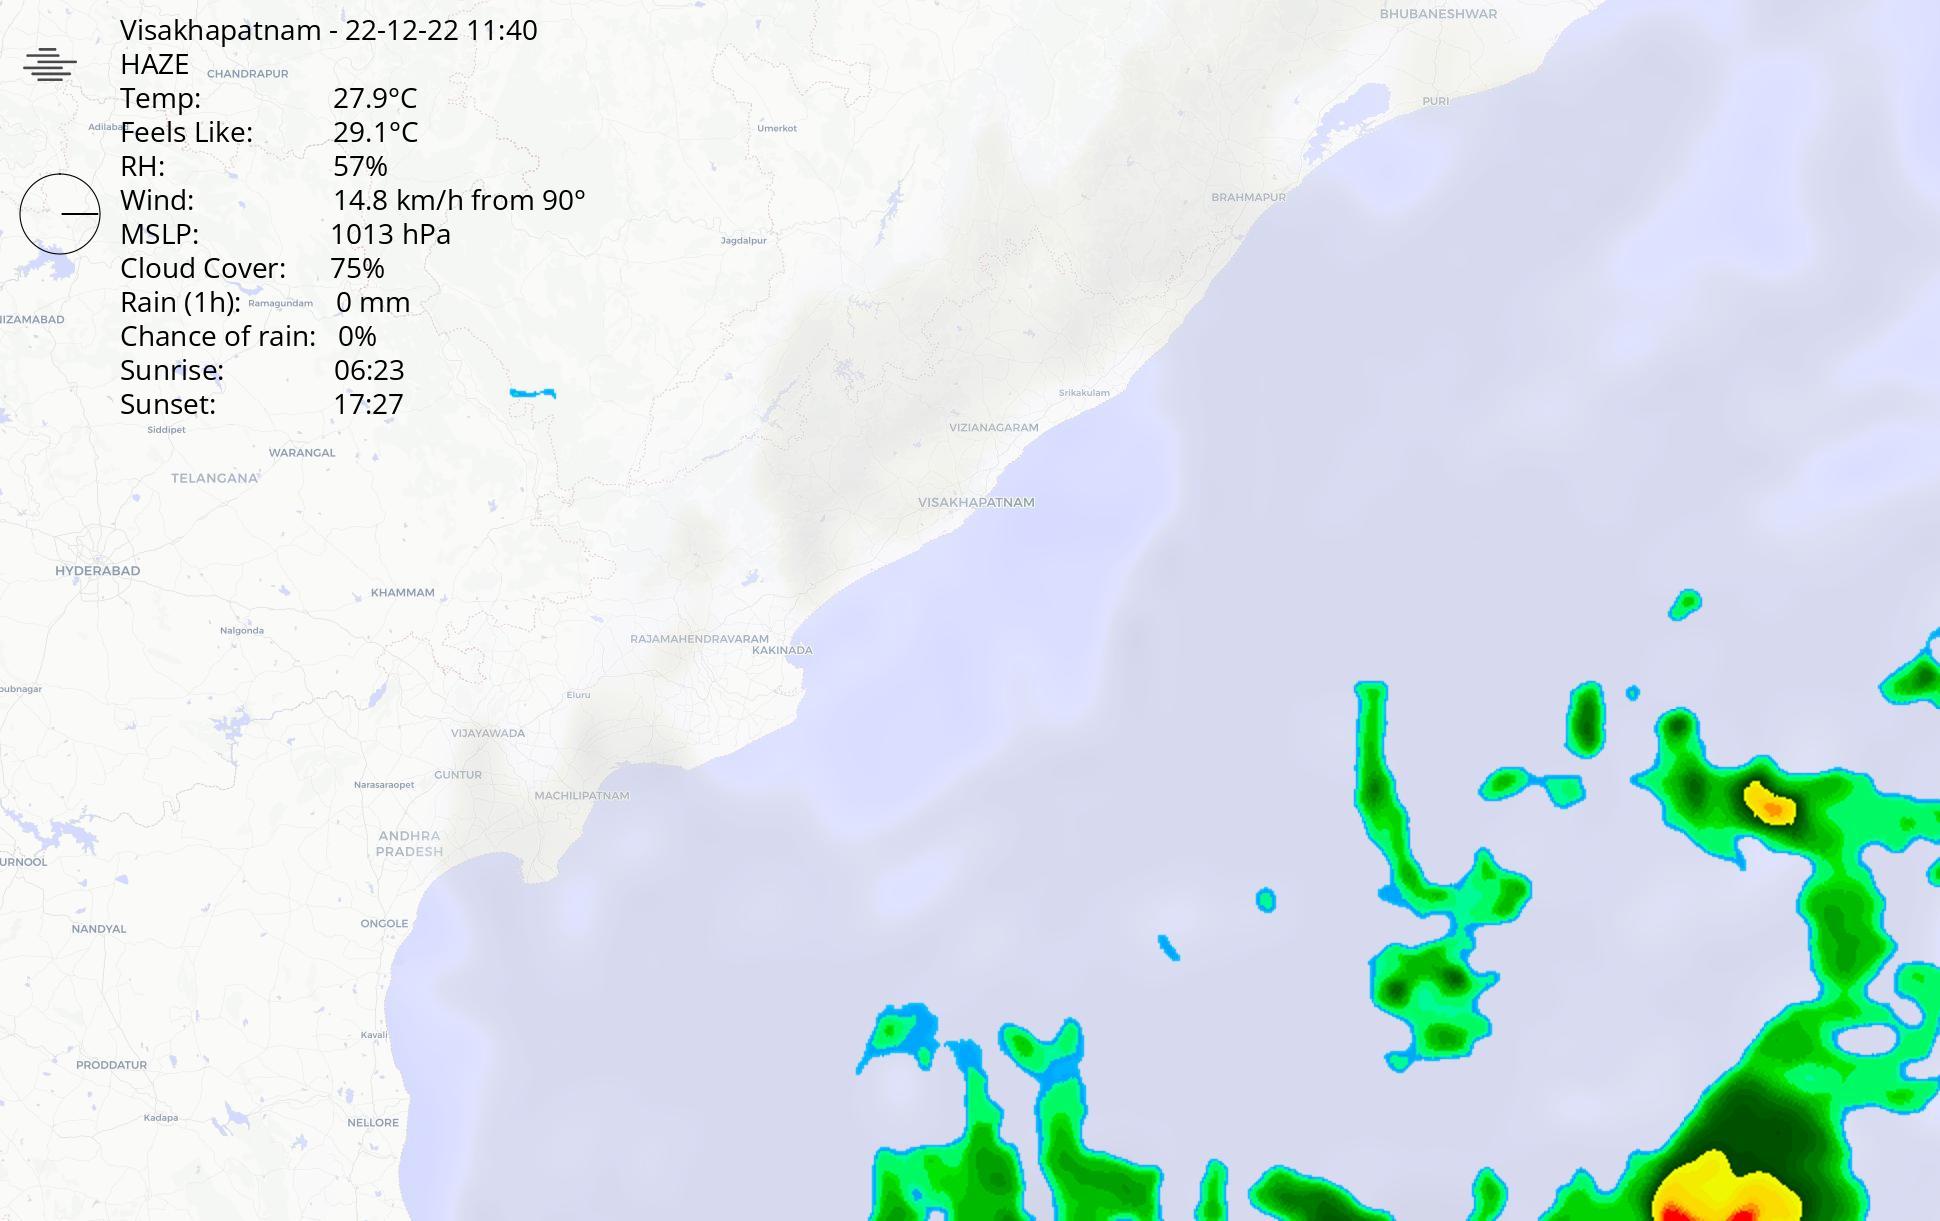 Visakhapatnam - 22-12-22 11:40
HAZE
Temp: 27.9°C
Feels Like: 29.1°C
RH: 57%
Wind: 14.8 km/h from 90°
MSLP: 1013 hPa
Cloud Cover: 75%
Rain (1h): 0 mm
Chance of rain: 0%
Sunrise: 06:23
Sunset: 17:27
BHUBANESHWAR
CHANDRAPUR
PURI
Adilabad
Umerkot
BRAHMAPUR
Jagdalpur
Ramagundam
NIZAMABAD
Srikakulam
VIZIANAGARAM
Siddipet
WARANGAL
TELANGANA
VISAKHAPATNAM
HYDERABAD
KHAMMAM
Nalgonda
RAJAMAHENDRAVARAM
KAKINADA
oubnagar
Eluru
VIJAYAWADA
GUNTUR
Narasaraopet
MACHILIPATNAM
ANDHRA
PRADESH
URNOOL
ONGOLE
NANDYAL
Kavali
PRODDATUR
Kadapa
NELLORE